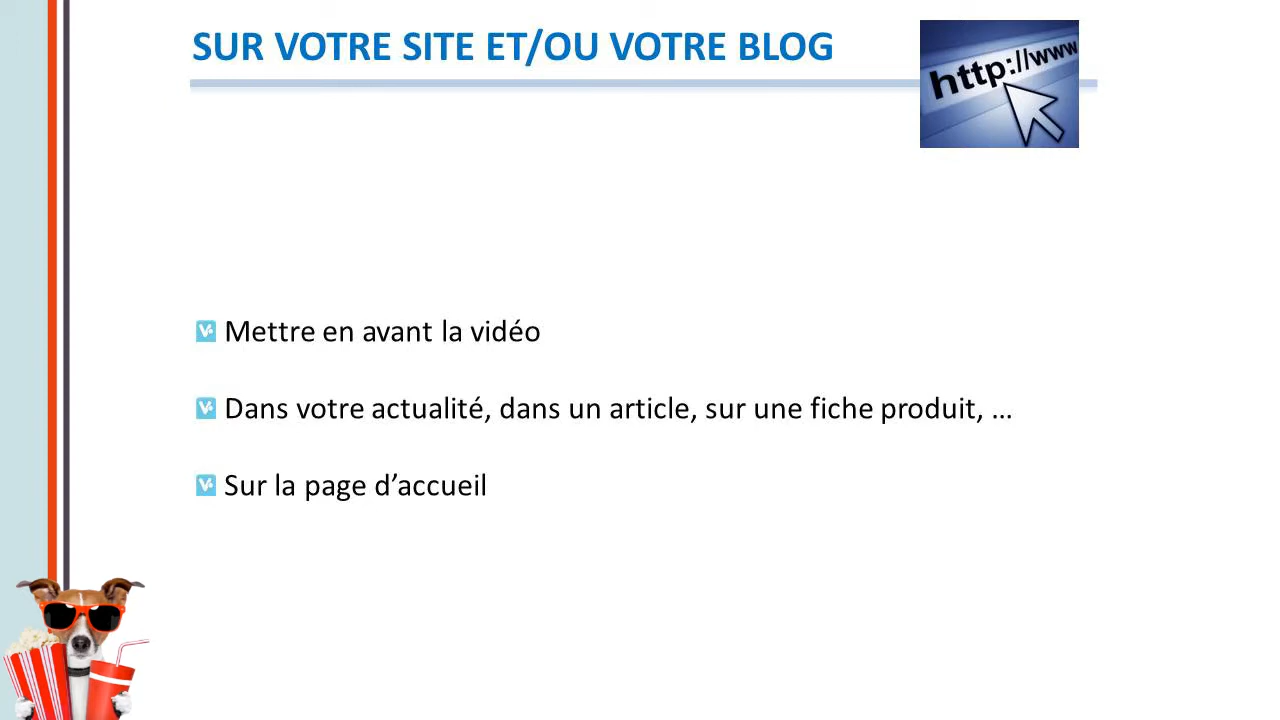 SUR VOTRE SITE ET/OU VOTRE BLOG
http://www
Mettre en avant la vidéo
Dans votre actualité, dans un article, sur une fiche produit, …
Sur la page d’accueil